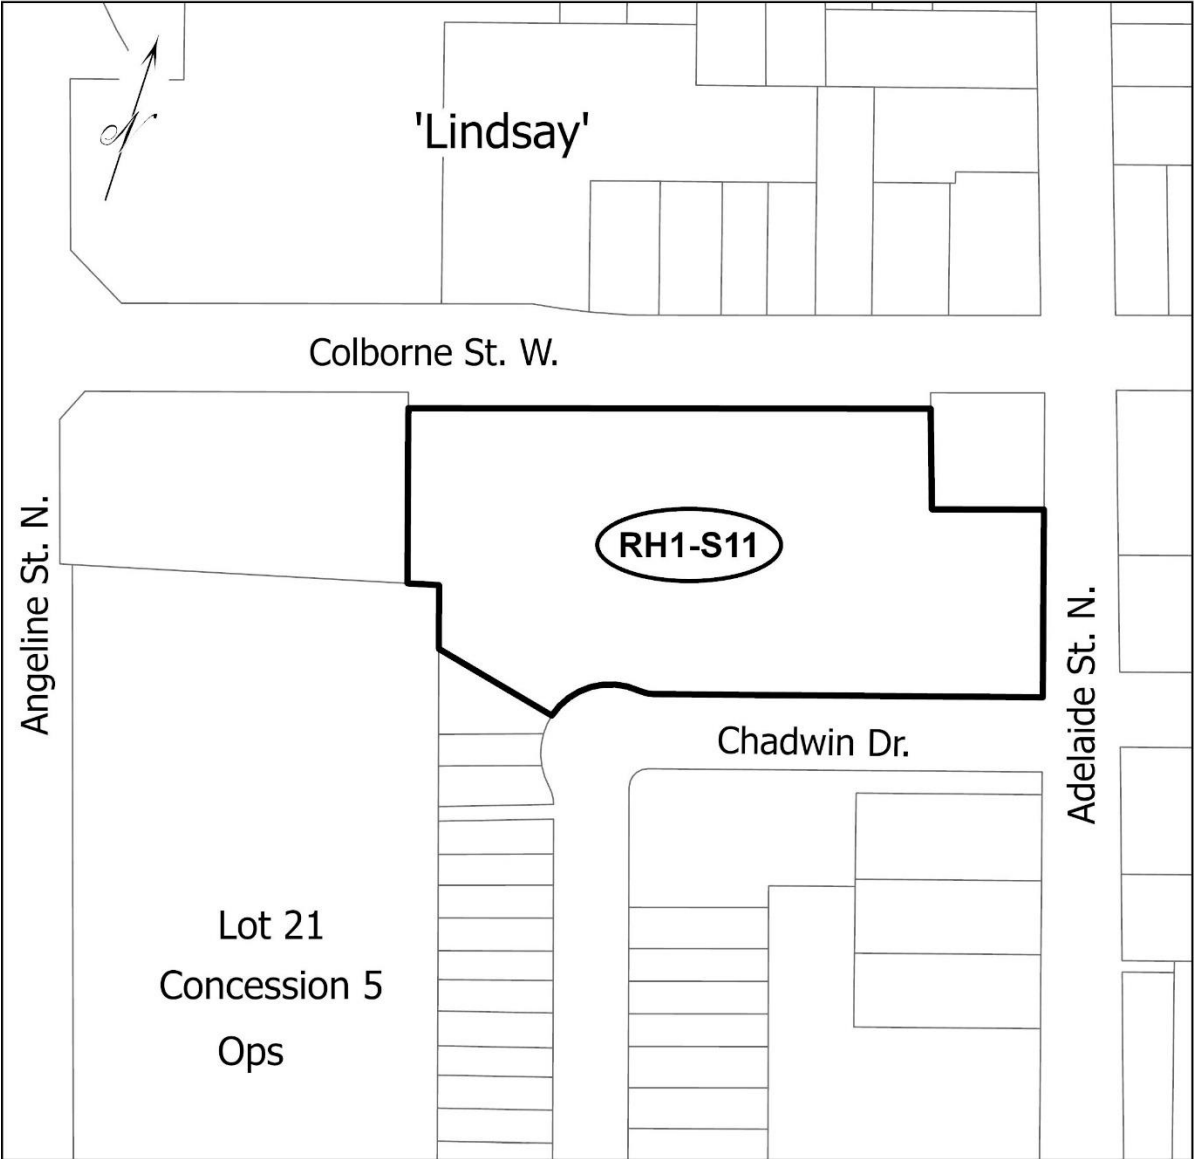 N
'Lindsay'
Colborne St. W.
Angeline St. N.
RH1-S11
Adelaide St. N.
Chadwin Dr.
Lot 21
Concession 5
Ops